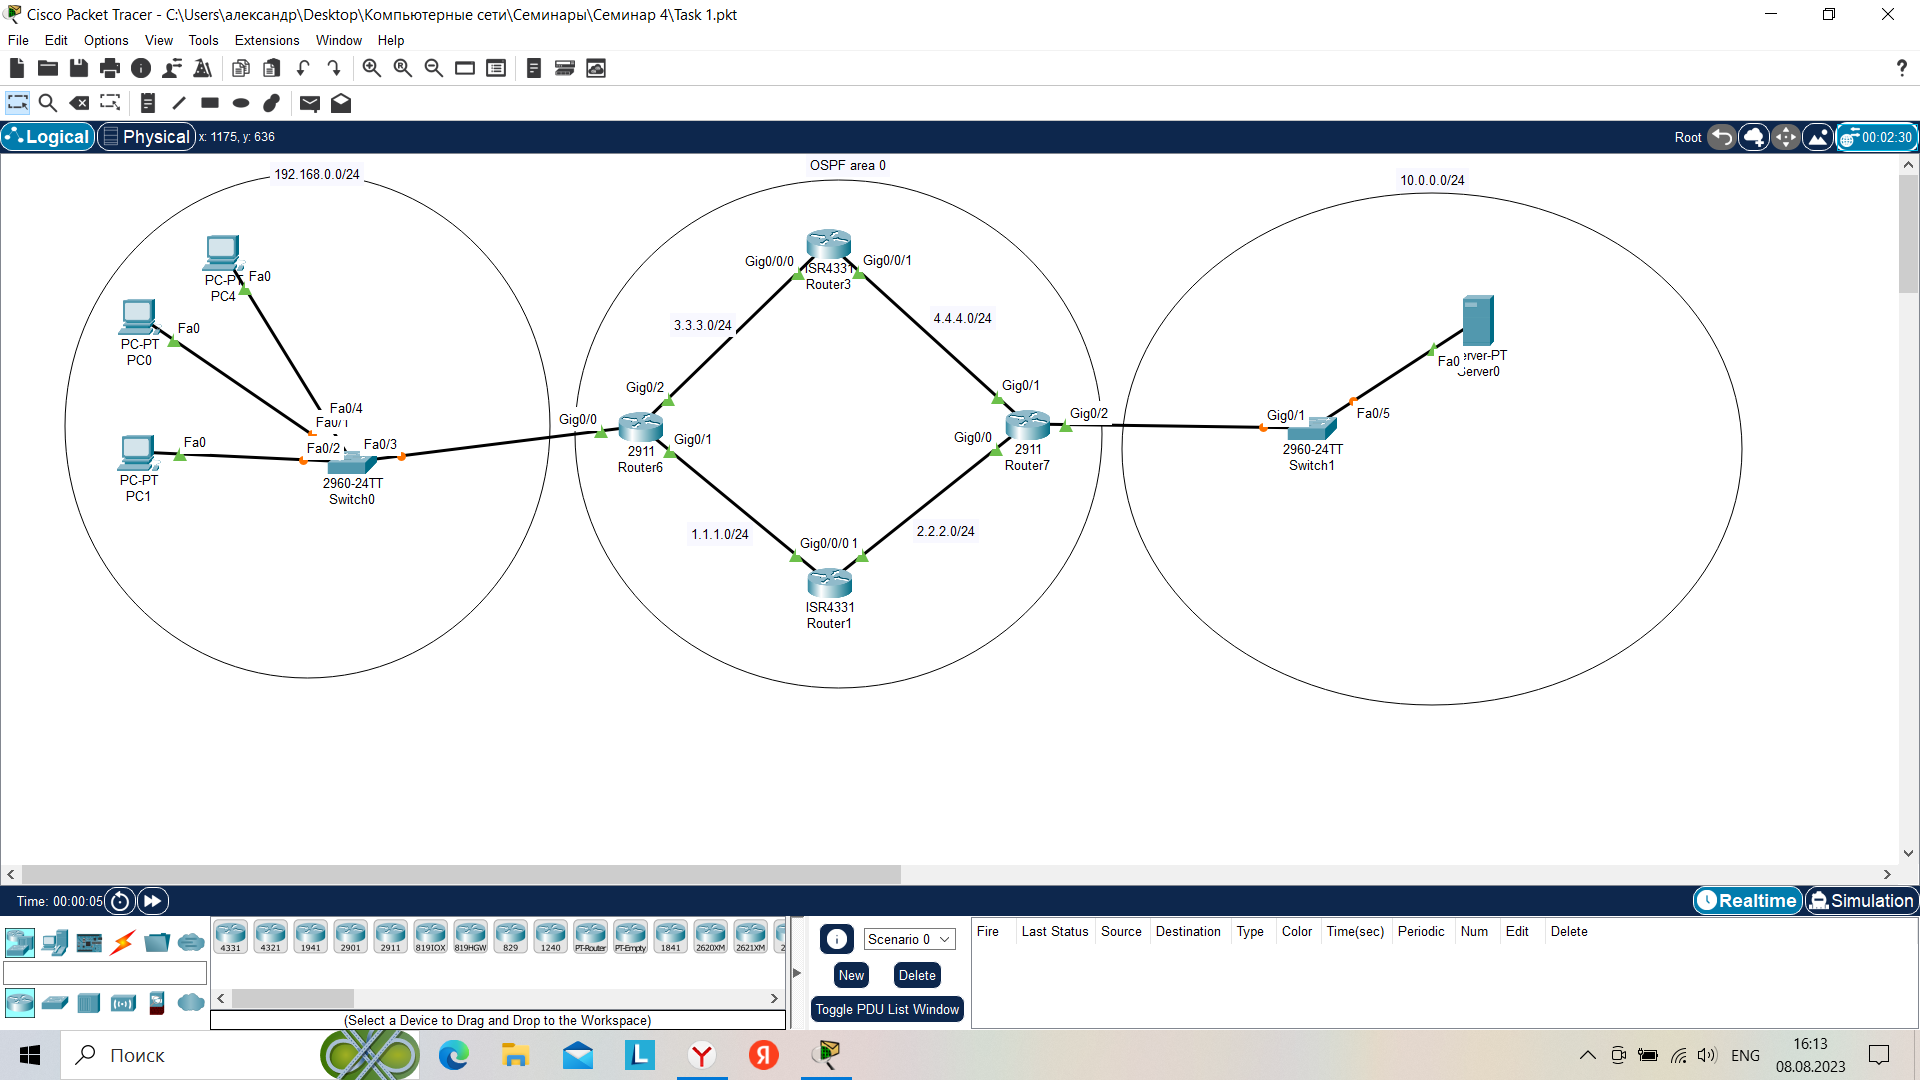 Cisco Packet Tracer - C:\Users\александр\Desktop\Компьютерные сети\Семинары\Семинар 4\Task 1.pkt
File Edit Options View Tools Extensions Window Help
Logical Physical x: 1175, y: 636
Root 00:02:30
192.168.0.0/24
OSPF area 0
10.0.0.0/24
PC-PT
PC4
Fa0
PC-PT
PC0
Fa0
PC-PT
PC1
Fa0
Fa0/4
Fa0/1
Fa0/2
Fa0/3
2960-24TT
Switch0
Gig0/0
Gig0/2
Gig0/1
2911
Router6
3.3.3.0/24
Gig0/0/0
Gig0/0/1
ISR4331
Router3
4.4.4.0/24
1.1.1.0/24
Gig0/0/0 1
ISR4331
Router1
2.2.2.0/24
Gig0/1
Gig0/0
Gig0/2
2911
Router7
Gig0/1
Fa0/5
2960-24TT
Switch1
Fa0
erver-PT
Server0
Time: 00:00:05
Realtime Simulation
4331 4321 1941 2901 2911 819IOX 819HGW 829 1240 PT-Router PT-Empty 1841 2620XM 2621XM 2
(Select a Device to Drag and Drop to the Workspace)
Scenario 0
New Delete
Toggle PDU List Window
Fire Last Status Source Destination Type Color Time(sec) Periodic Num Edit Delete
Поиск
ENG
16:13
08.08.2023